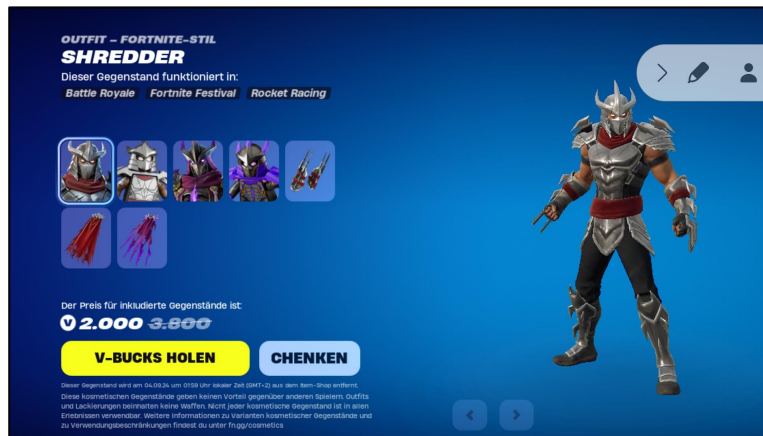 OUTFIT – FORTNITE-STIL
SHREDDER
Dieser Gegenstand funktioniert in:
Battle Royale Fortnite Festival Rocket Racing
Der Preis für inkludierte Gegenstände ist:
V 2.000 3.800
V-BUCKS HOLEN CHENKEN
Dieser Gegenstand wird am 04.09.24 um 01:59 Uhr lokaler Zeit (GMT+2) aus dem Item-Shop entfernt.
Diese kosmetischen Gegenstände geben keinen Vorteil gegenüber anderen Spielern. Outfits
und Lackierungen beinhalten keine Waffen. Nicht jeder kosmetische Gegenstand ist in allen
Erlebnissen verwendbar. Weitere Informationen zu Varianten kosmetischer Gegenstände und
zu Verwendungsbeschränkungen findest du unter fn.gg/cosmetics